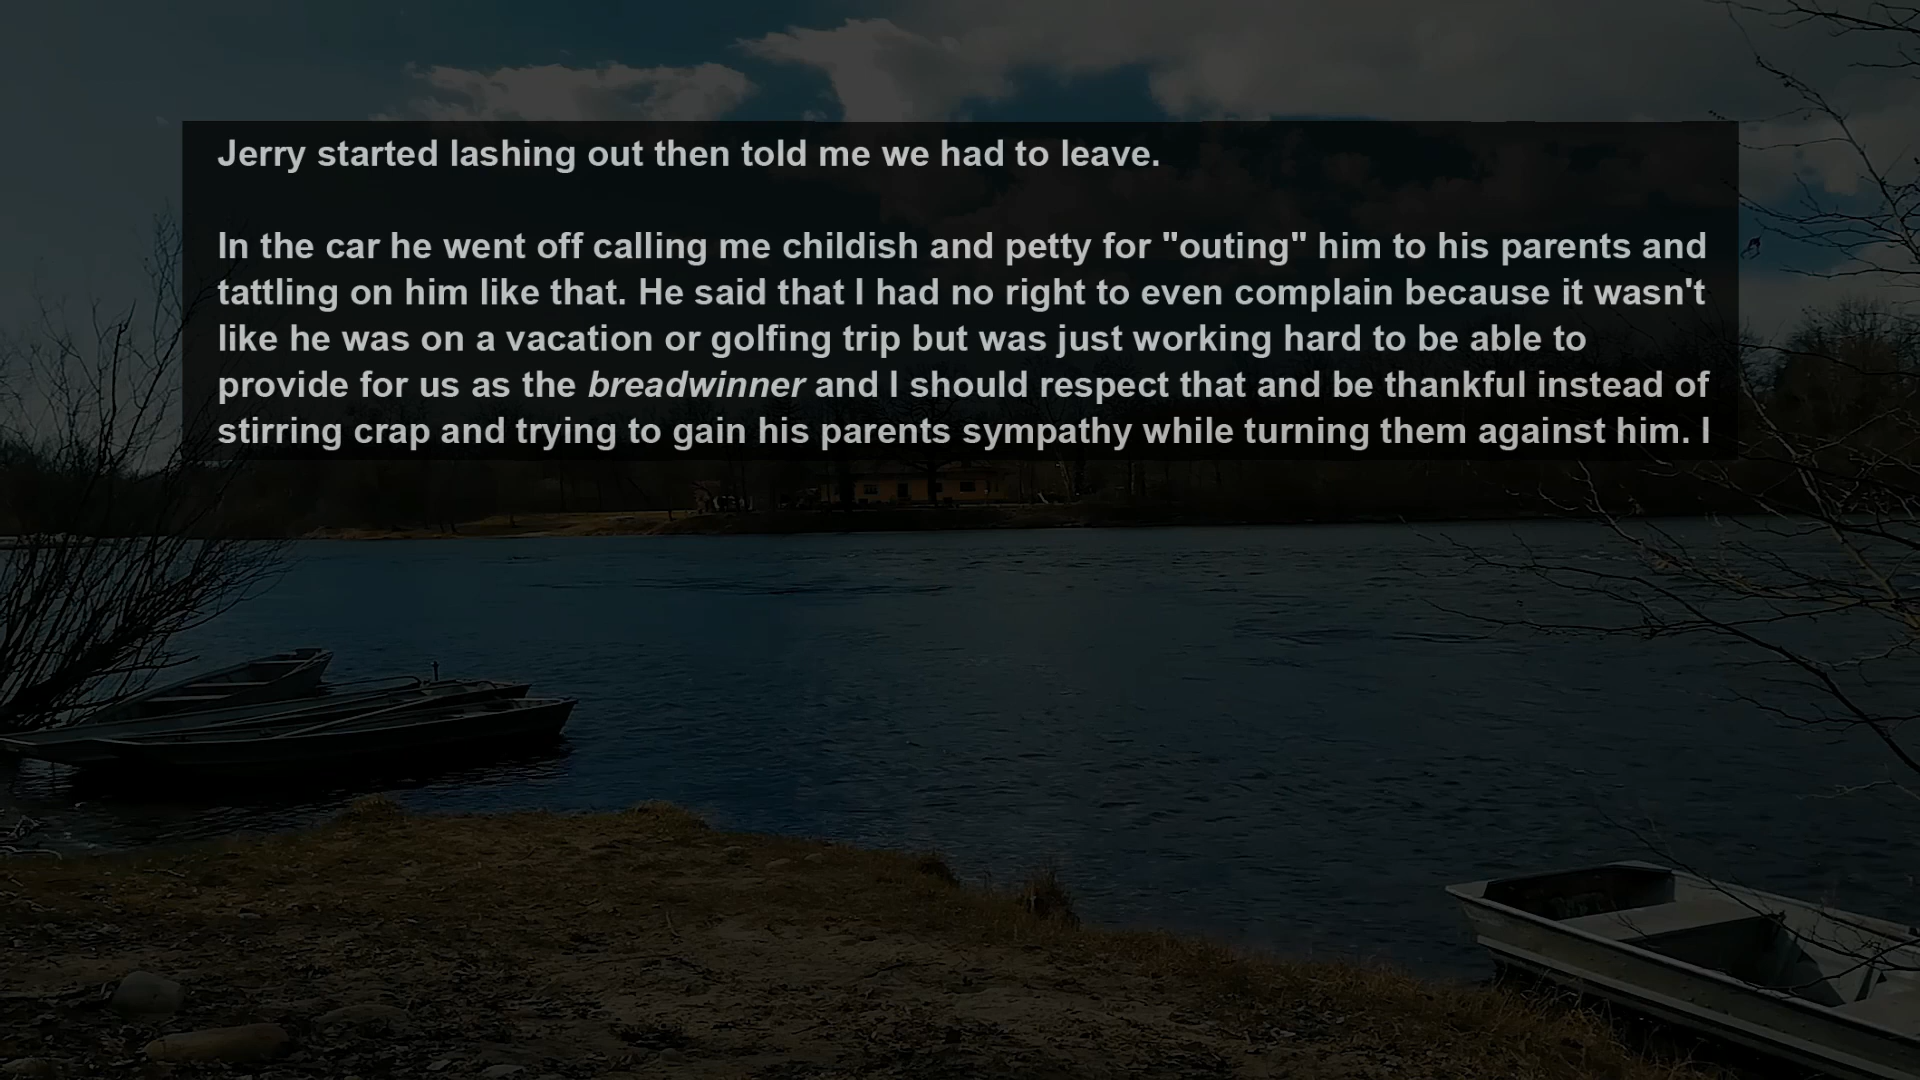 Jerry started lashing out then told me we had to leave.
In the car he went off calling me childish and petty for "outing" him to his parents and
tattling on him like that. He said that I had no right to even complain because it wasn't
like he was on a vacation or golfing trip but was just working hard to be able to
provide for us as the breadwinner and I should respect that and be thankful instead of
stirring crap and trying to gain his parents sympathy while turning them against him. I